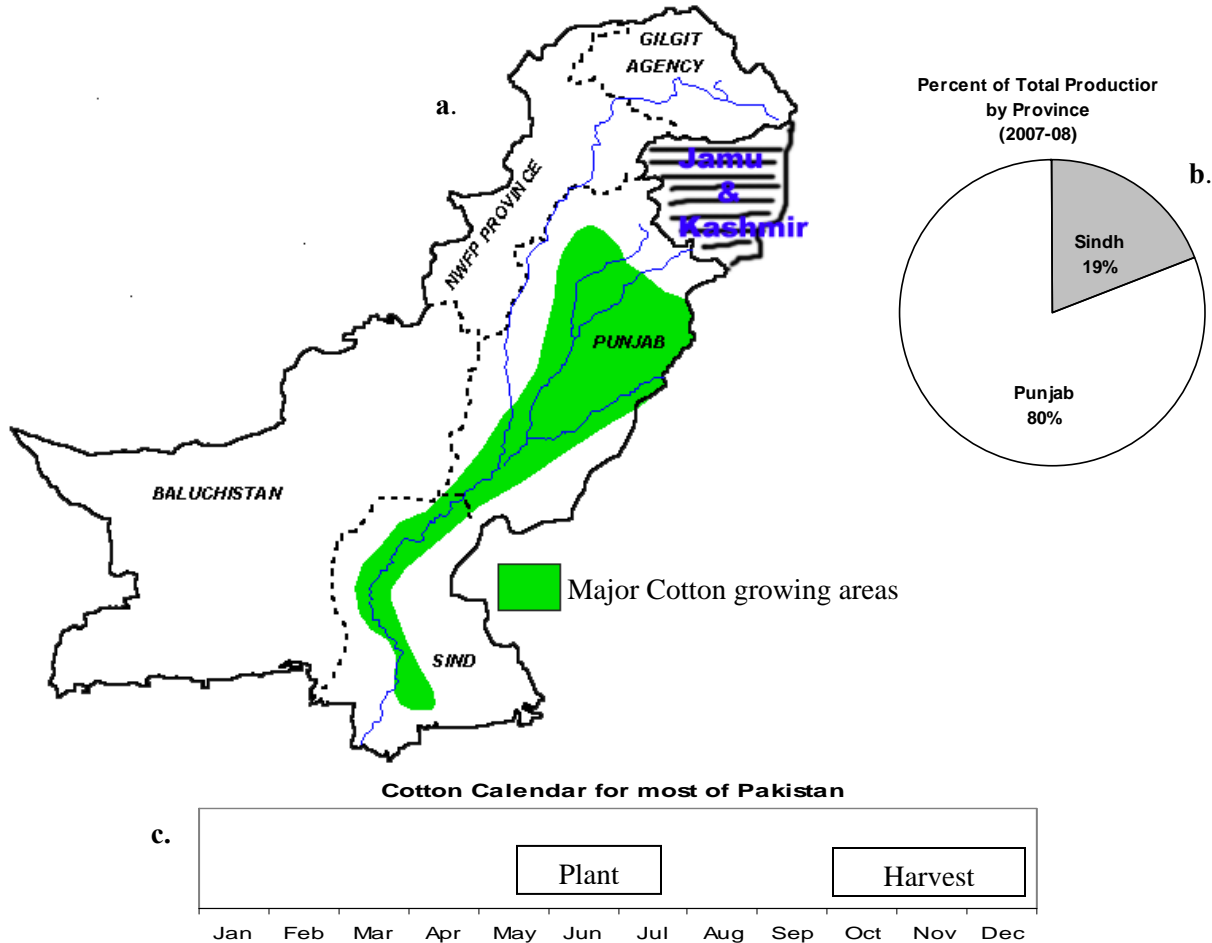 a.
GILGIT
AGENCY
NWFP PROVINCE
Jamu
&
Kashmir
PUNJAB
BALUCHISTAN
SIND
Major Cotton growing areas
Percent of Total Productior
by Province
(2007-08)
b.
Sindh
19%
Punjab
80%
Cotton Calendar for most of Pakistan
c.
Plant
Harvest
Jan Feb Mar Apr May Jun Jul Aug Sep Oct Nov Dec